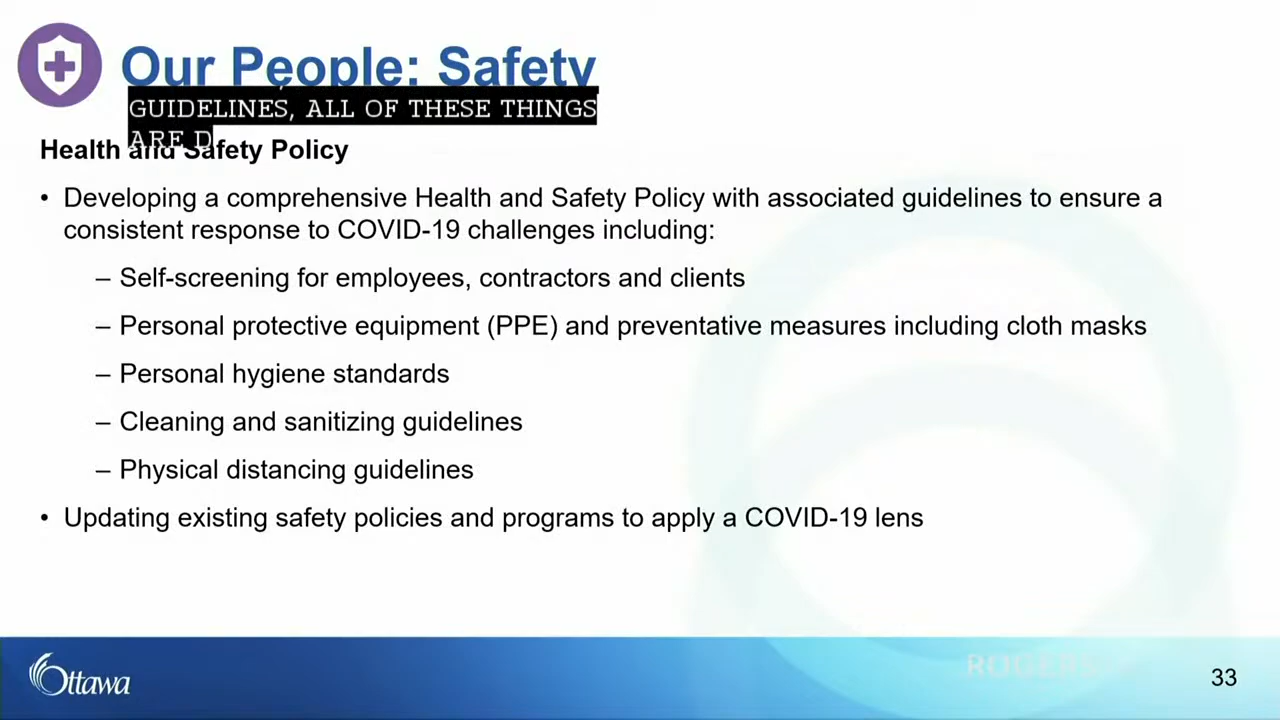 Our People: Safety
GUIDELINES, ALL OF THESE THINGS
ARE D
Health and Safety Policy
• Developing a comprehensive Health and Safety Policy with associated guidelines to ensure a
consistent response to COVID-19 challenges including:
– Self-screening for employees, contractors and clients
– Personal protective equipment (PPE) and preventative measures including cloth masks
– Personal hygiene standards
– Cleaning and sanitizing guidelines
– Physical distancing guidelines
• Updating existing safety policies and programs to apply a COVID-19 lens
Ottawa
ROGERS
33